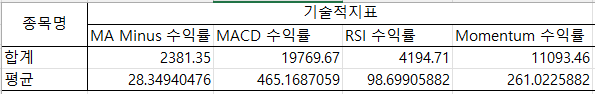 종목명 기술적지표
MA Minus 수익률 MACD 수익률 RSI 수익률 Momentum 수익률
합계 2381.35 19769.67 4194.71 11093.46
평균 28.34940476 465.1687059 98.69905882 261.0225882